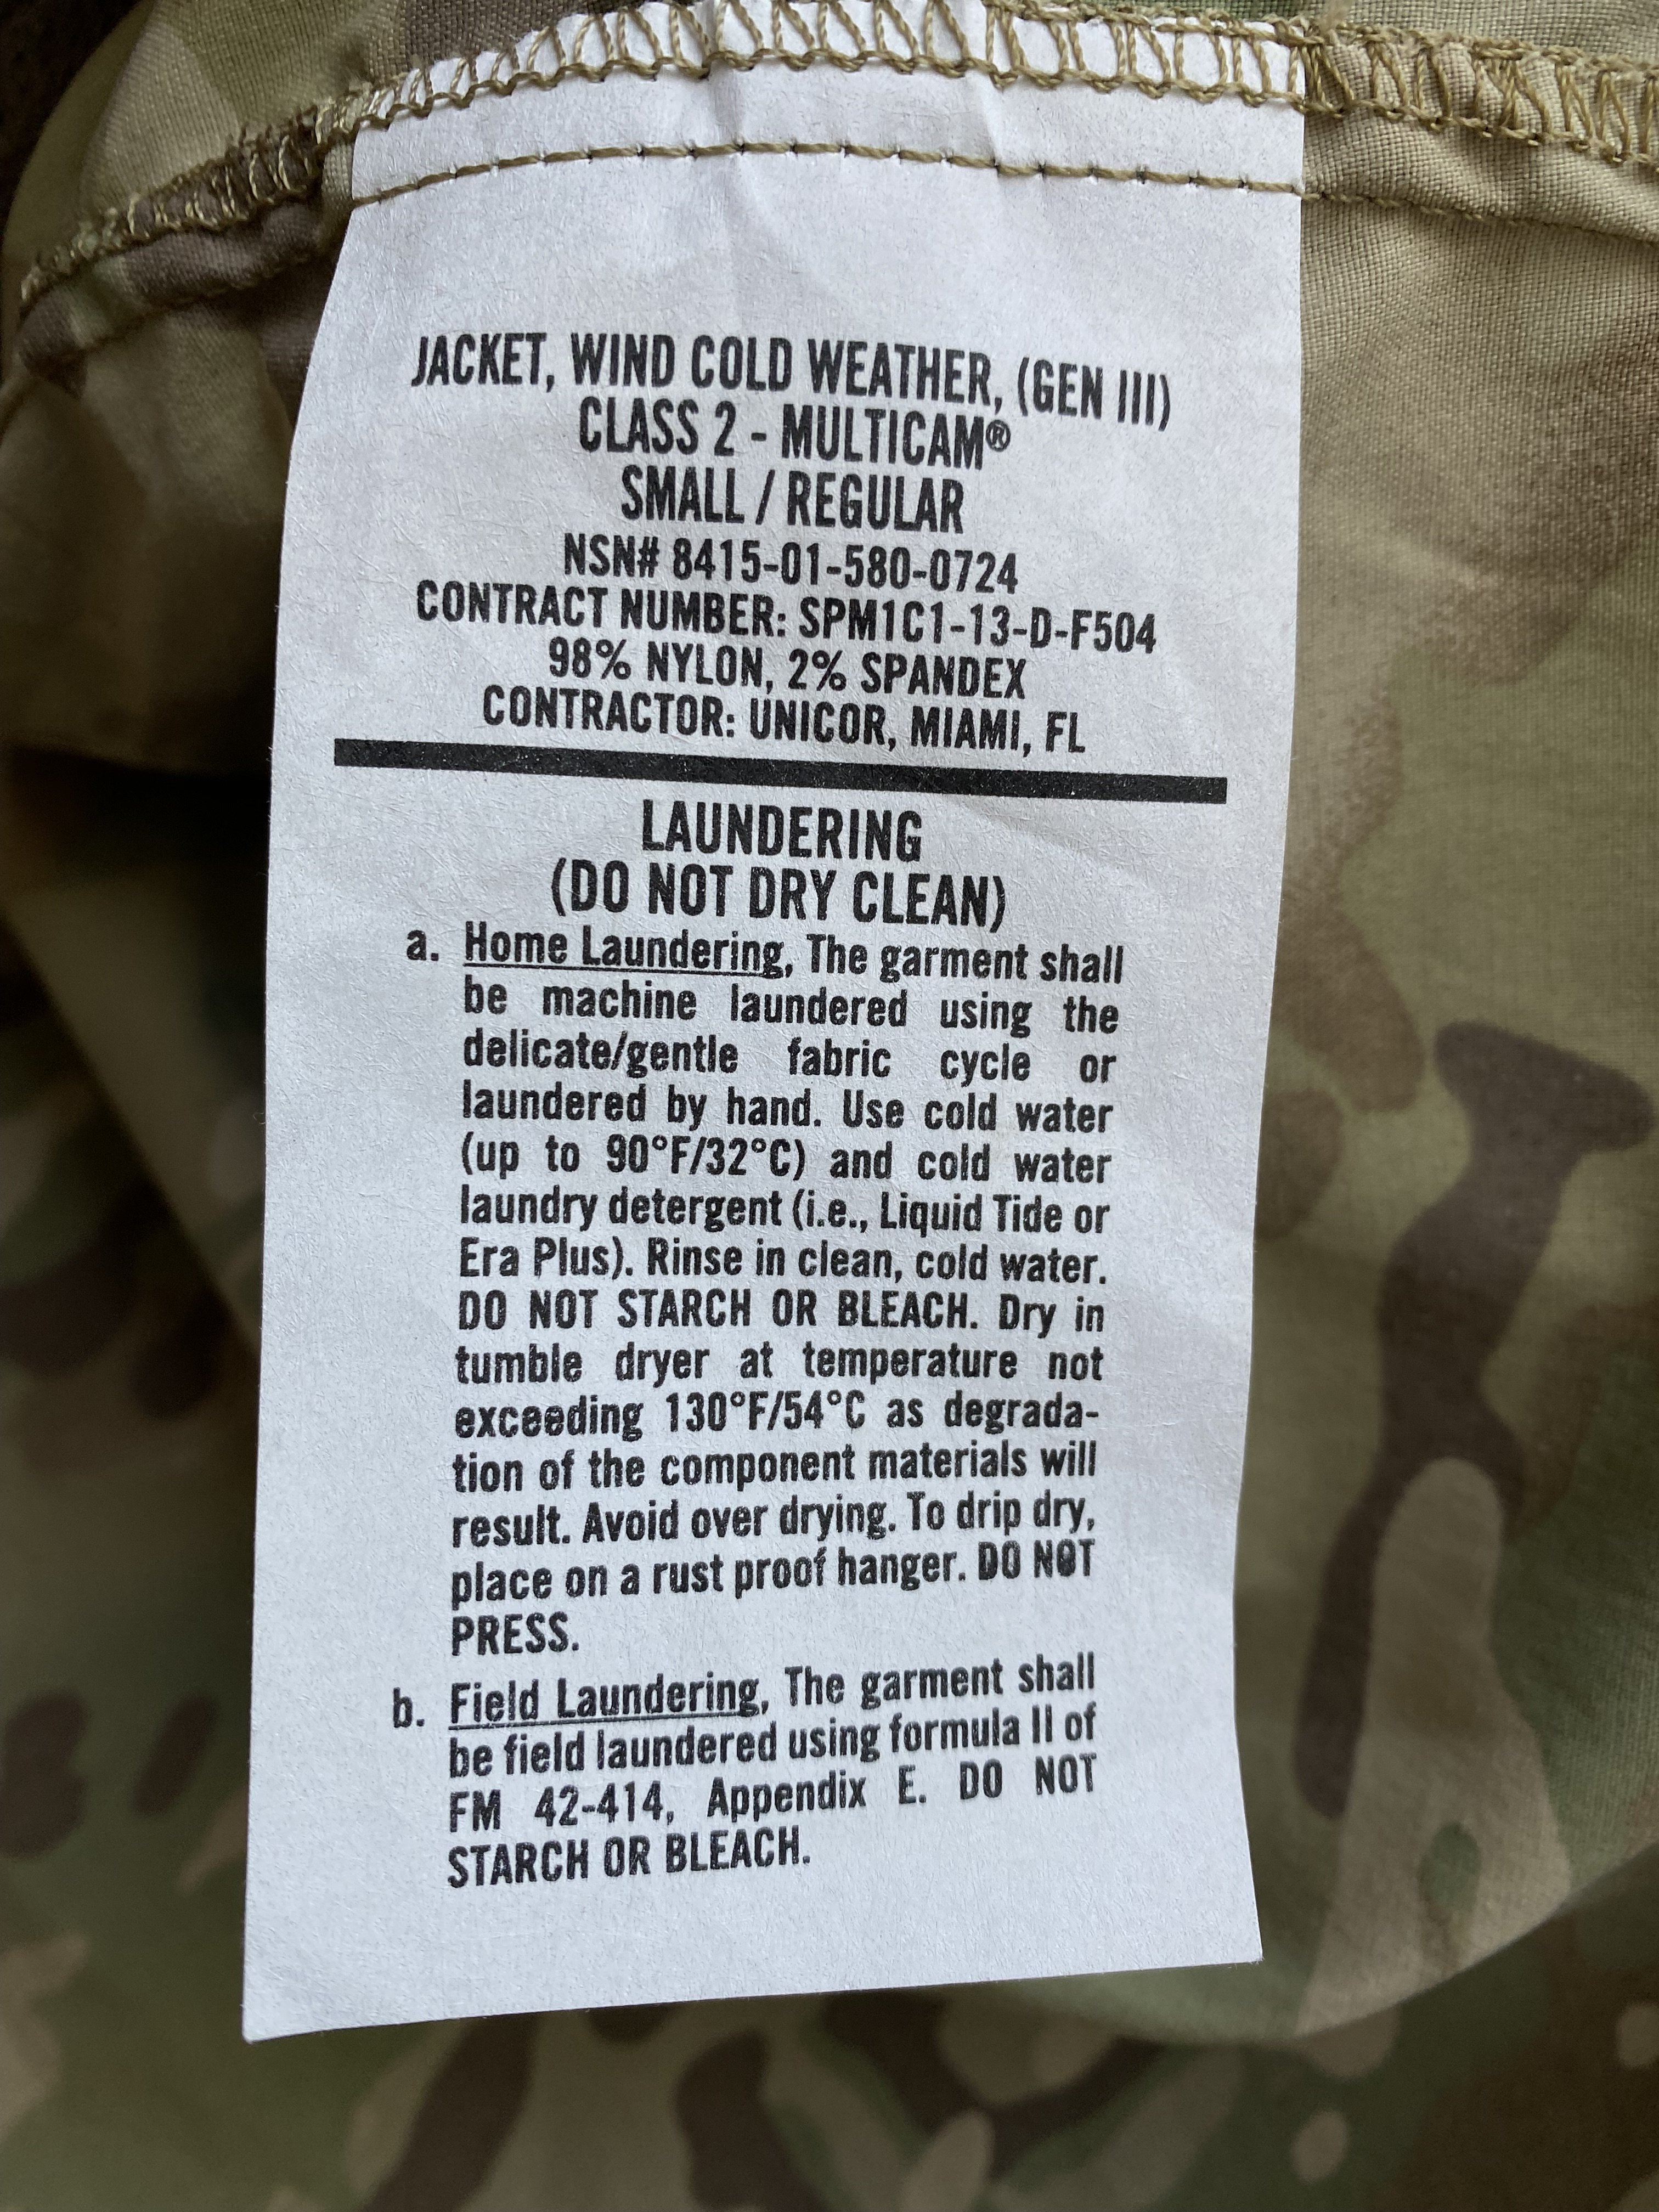 JACKET, WIND COLD WEATHER, (GEN III)
CLASS 2 - MULTICAM®
SMALL / REGULAR
NSN# 8415-01-580-0724
CONTRACT NUMBER: SPM1C1-13-D-F504
98% NYLON, 2% SPANDEX
CONTRACTOR: UNICOR, MIAMI, FL
LAUNDERING
(DO NOT DRY CLEAN)
a. Home Laundering, The garment shall
be machine laundered using the
delicate/gentle fabric cycle or
laundered by hand. Use cold water
(up to 90°F/32°C) and cold water
laundry detergent (i.e., Liquid Tide or
Era Plus). Rinse in clean, cold water.
DO NOT STARCH OR BLEACH. Dry in
tumble dryer at temperature not
exceeding 130°F/54°C as degrada-
tion of the component materials will
result. Avoid over drying. To drip dry,
place on a rust proof hanger. DO NOT
PRESS.
b. Field Laundering, The garment shall
be field laundered using formula II of
FM 42-414, Appendix E. DO NOT
STARCH OR BLEACH.